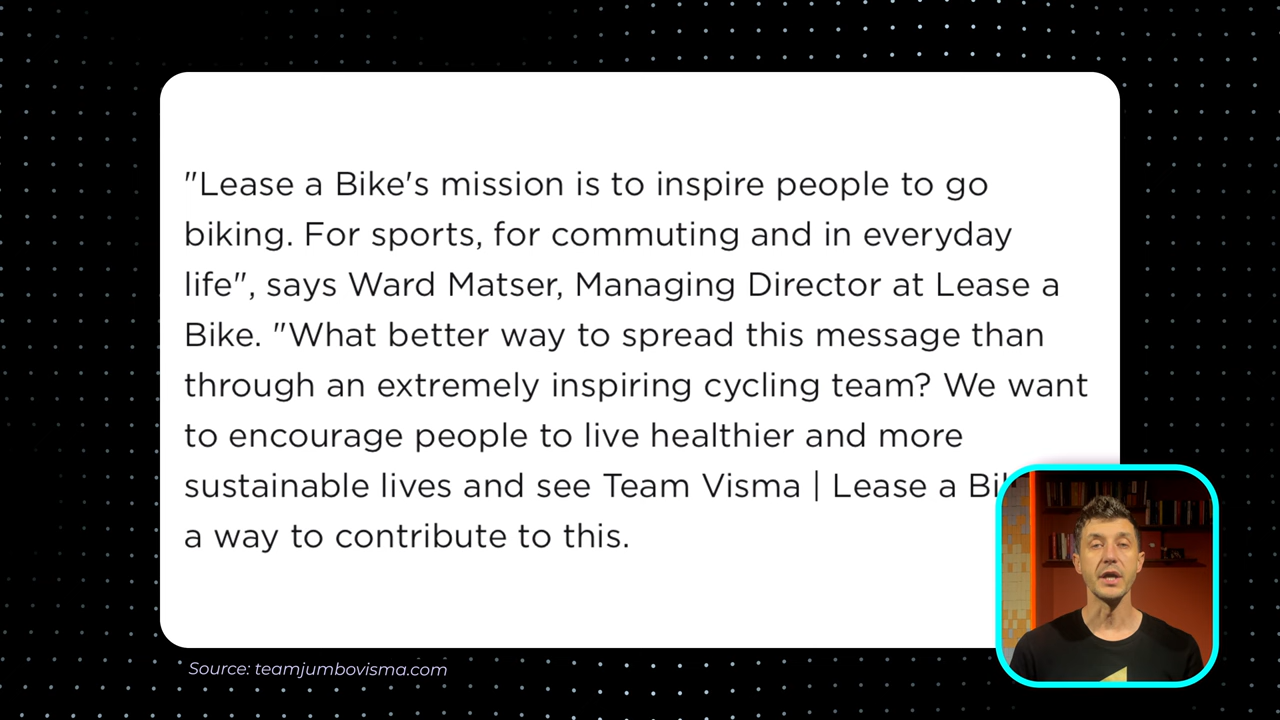 "Lease a Bike's mission is to inspire people to go
biking. For sports, for commuting and in everyday
life", says Ward Matser, Managing Director at Lease a
Bike. "What better way to spread this message than
through an extremely inspiring cycling team? We want
to encourage people to live healthier and more
sustainable lives and see Team Visma | Lease a
a way to contribute to this.
Source: teamjumbovisma.com